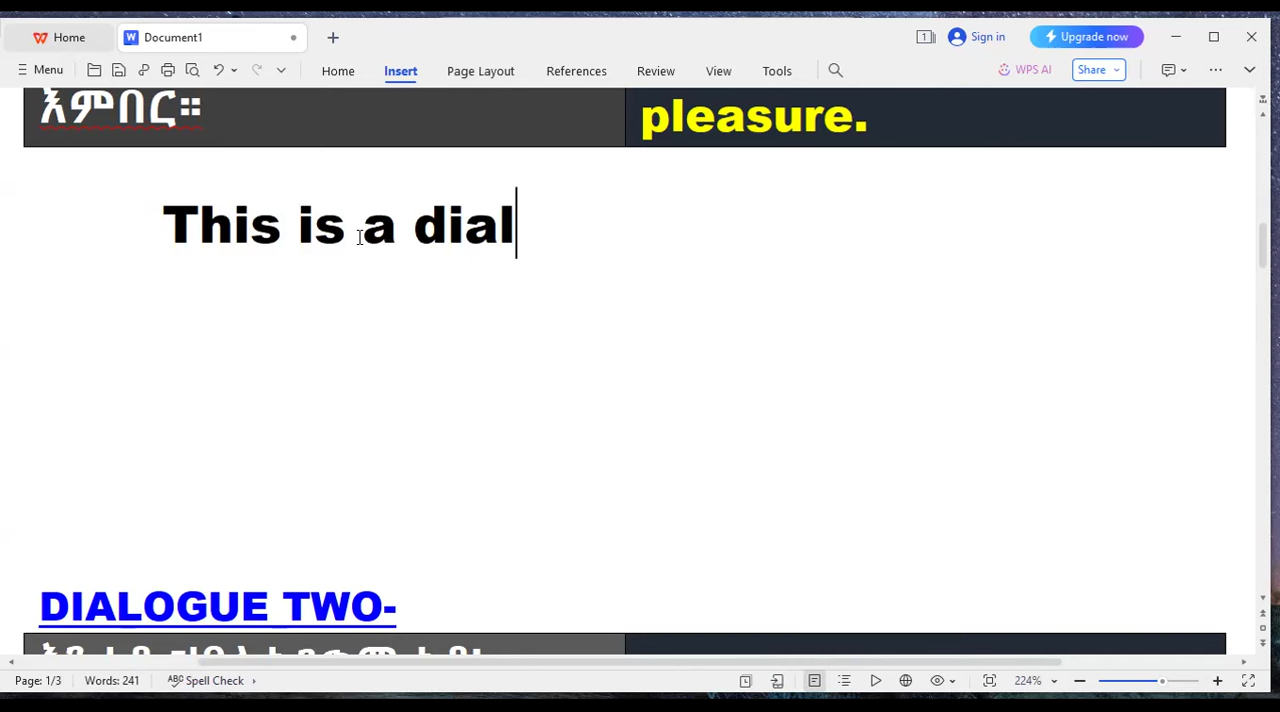 Home
Document1
Sign in
Upgrade now
Menu
Home
Insert
Page Layout
References
Review
View
Tools
WPS AI
Share
እምበር።
pleasure.
This is a dial
DIALOGUE TWO-
Page: 1/3
Words: 241
Spell Check
224%